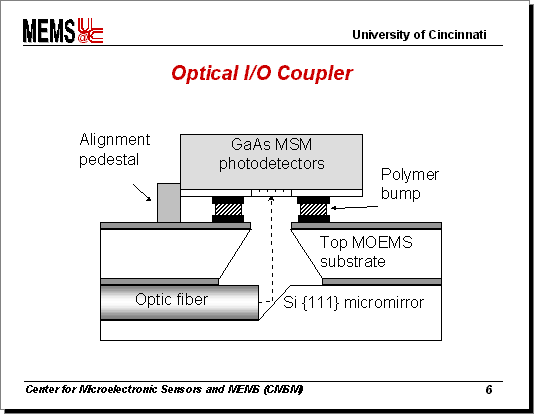 MEMS U@C
University of Cincinnati
Optical I/O Coupler
Alignment
pedestal
GaAs MSM
photodetectors
Polymer
bump
Top MOEMS
substrate
Optic fiber
Si {111} micromirror
Center for Microelectronic Sensors and MEMS (CMSM)
6